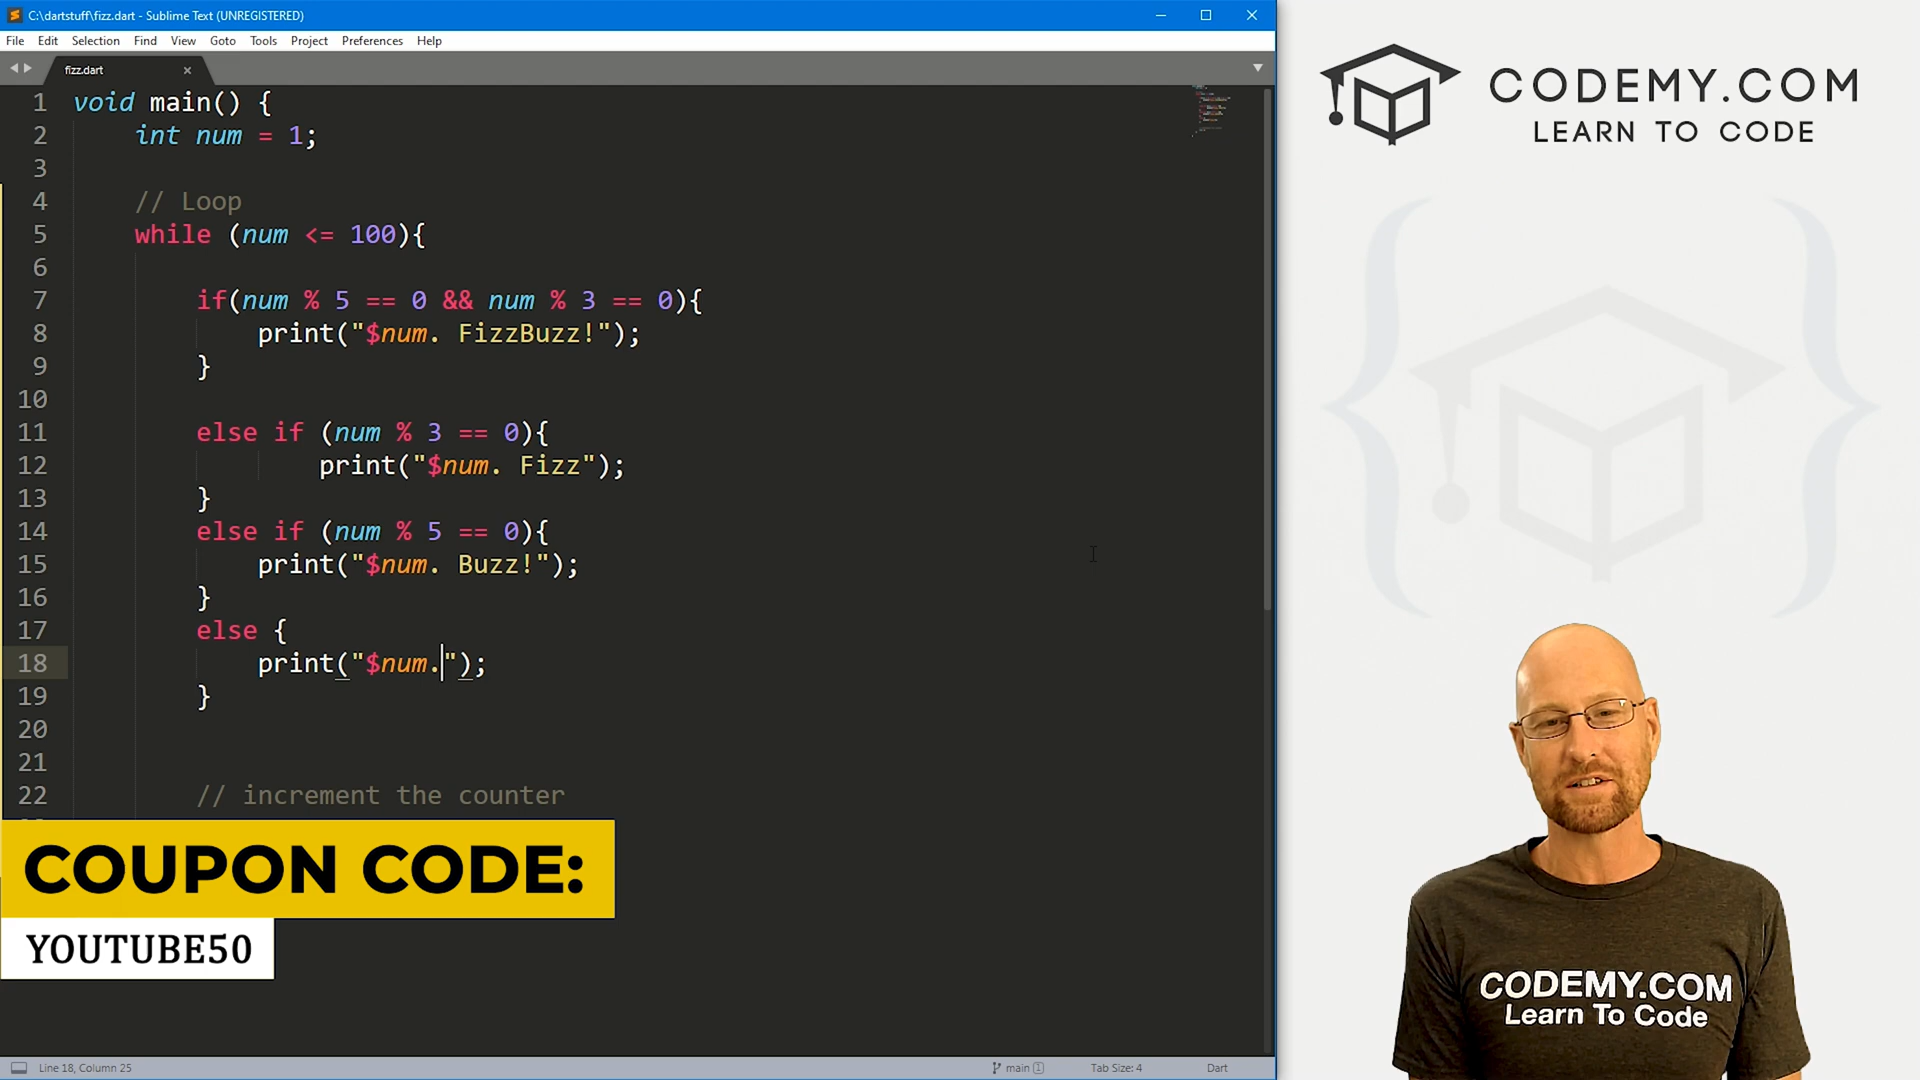 C:\dartstuff\fizz.dart - Sublime Text (UNREGISTERED)
File Edit Selection Find View Goto Tools Project Preferences Help
fizz.dart
1 void main() {
2 int num = 1;
3
4 // Loop
5 while (num <= 100){
6
7 if(num % 5 == 0 && num % 3 == 0){
8 print("$num. FizzBuzz!");
9 }
10
11 else if (num % 3 == 0){
12 print("$num. Fizz");
13 }
14 else if (num % 5 == 0){
15 print("$num. Buzz!");
16 }
17 else {
18 print("$num.");
19 }
20
21
22 // increment the counter
COUPON CODE:
YOUTUBE50
Line 18, Column 25
main 1
Tab Size: 4
Dart
CODEMY.COM
LEARN TO CODE
CODEMY.COM
Learn To Code